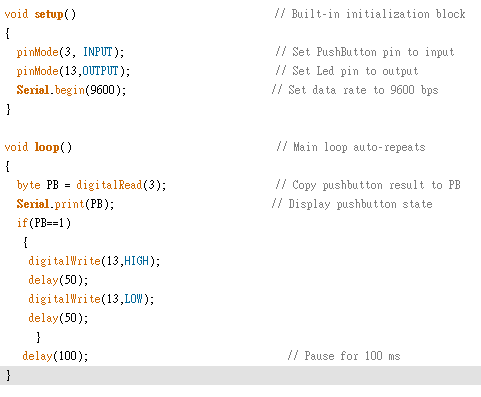 void setup() // Built-in initialization block
{
pinMode(3, INPUT); // Set PushButton pin to input
pinMode(13,OUTPUT); // Set Led pin to output
Serial.begin(9600); // Set data rate to 9600 bps
}
void loop() // Main loop auto-repeats
{
byte PB = digitalRead(3); // Copy pushbutton result to PB
Serial.print(PB); // Display pushbutton state
if(PB==1)
{
digitalWrite(13,HIGH);
delay(50);
digitalWrite(13,LOW);
delay(50);
}
delay(100); // Pause for 100 ms
}